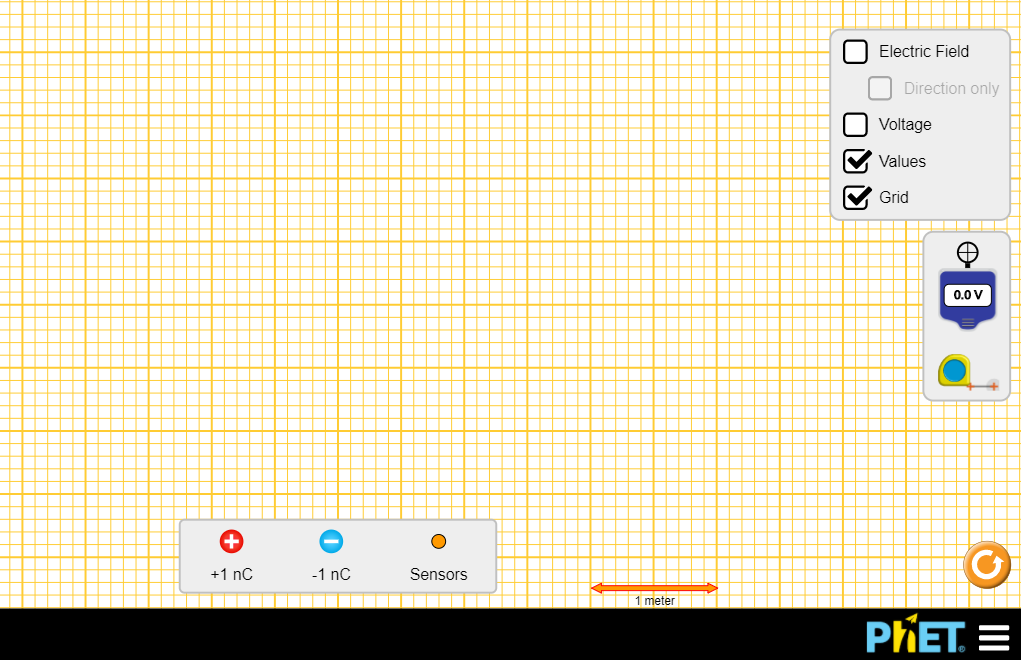 Electric Field
Direction only
Voltage
Values
Grid
0.0 V
+1 nC
-1 nC
Sensors
1 meter
PhET